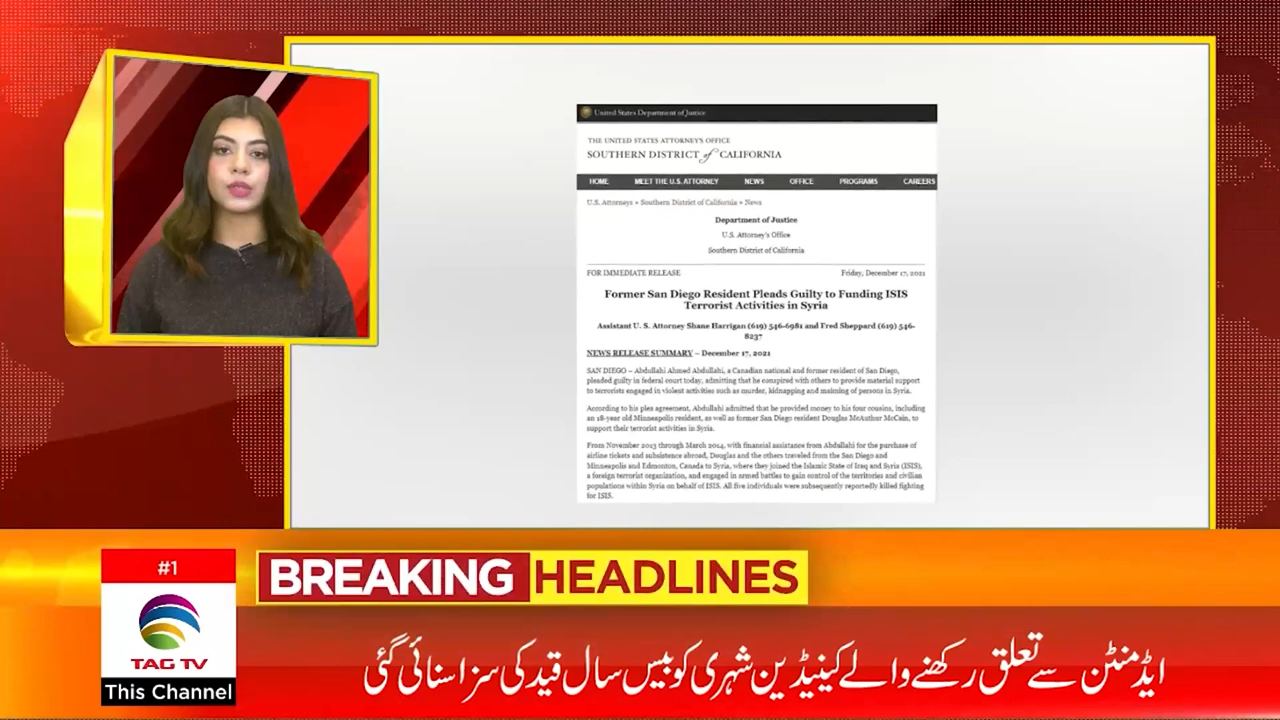 United States Department of Justice
THE UNITED STATES ATTORNEY'S OFFICE
SOUTHERN DISTRICT of CALIFORNIA
HOME MEET THE U.S. ATTORNEY NEWS OFFICE PROGRAMS CAREERS
U.S. Attorneys » Southern District of California » News
Department of Justice
U.S. Attorney's Office
Southern District of California
FOR IMMEDIATE RELEASE Friday, December 17, 2021
Former San Diego Resident Pleads Guilty to Funding ISIS
Terrorist Activities in Syria
Assistant U. S. Attorney Shane Harrigan (619) 546-6981 and Fred Sheppard (619) 546-
8237
NEWS RELEASE SUMMARY – December 17, 2021
SAN DIEGO – Abdullahi Ahmed Abdullahi, a Canadian national and former resident of San Diego,
pleaded guilty in federal court today, admitting that he conspired with others to provide material support
to terrorists engaged in violent activities such as murder, kidnapping and maiming of persons in Syria.
According to his plea agreement, Abdullahi admitted that he provided money to his four cousins, including
an 18-year old Minneapolis resident, as well as former San Diego resident Douglas McAuthur McCain, to
support their terrorist activities in Syria.
From November 2013 through March 2014, with financial assistance from Abdullahi for the purchase of
airline tickets and subsistence abroad, Douglas and the others traveled from the San Diego and
Minneapolis and Edmonton, Canada to Syria, where they joined the Islamic State of Iraq and Syria (ISIS),
a foreign terrorist organization, and engaged in armed battles to gain control of the territories and civilian
populations within Syria on behalf of ISIS. All five individuals were subsequently reportedly killed fighting
for ISIS.
#1
TAG TV
This Channel
BREAKING HEADLINES
ایڈمنٹن سے تعلق رکھنے والے کینیڈین شہری کو بیس سال قید کی سزا سنائی گئی